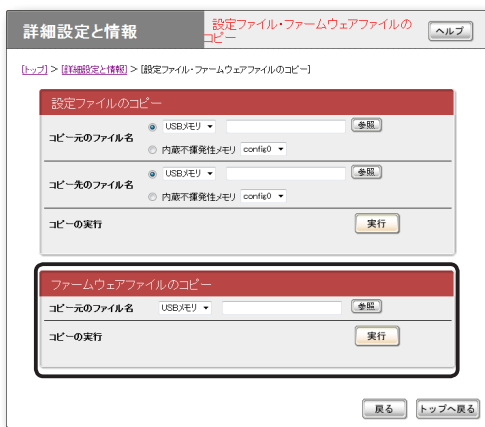 詳細設定と情報
設定ファイル・ファームウェアファイルの
コピー
ヘルプ
[トップ] > [詳細設定と情報] > [設定ファイル・ファームウェアファイルのコピー]
設定ファイルのコピー
コピー元のファイル名
USBメモリ
参照
内蔵不揮発性メモリ config0
コピー先のファイル名
USBメモリ
参照
内蔵不揮発性メモリ config0
コピーの実行
実行
ファームウェアファイルのコピー
コピー元のファイル名 USBメモリ 参照
コピーの実行
実行
戻る トップへ戻る